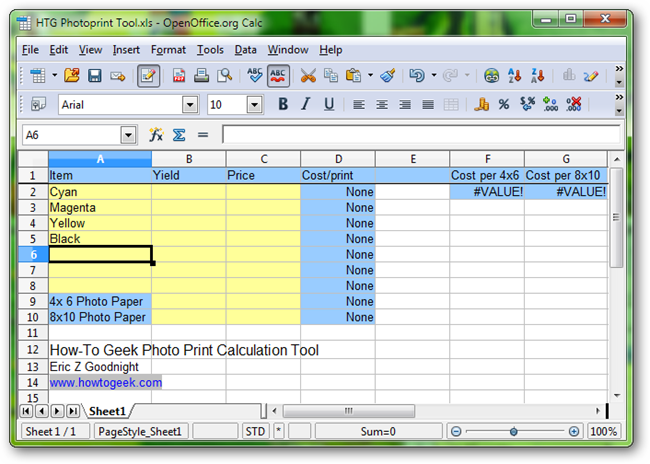 HTG Photoprint Tool.xls - OpenOffice.org Calc
File Edit View Insert Format Tools Data Window Help
Arial 10 B I U
A6
A B C D E F G
1 Item Yield Price Cost/print Cost per 4x6 Cost per 8x10
2 Cyan None #VALUE! #VALUE!
3 Magenta None
4 Yellow None
5 Black None
6 None
7 None
8 None
9 4x 6 Photo Paper None
10 8x10 Photo Paper None
11
12 How-To Geek Photo Print Calculation Tool
13 Eric Z Goodnight
14 www.howtogeek.com
15
Sheet1
Sheet 1 / 1 PageStyle_Sheet1 STD * Sum=0 100%